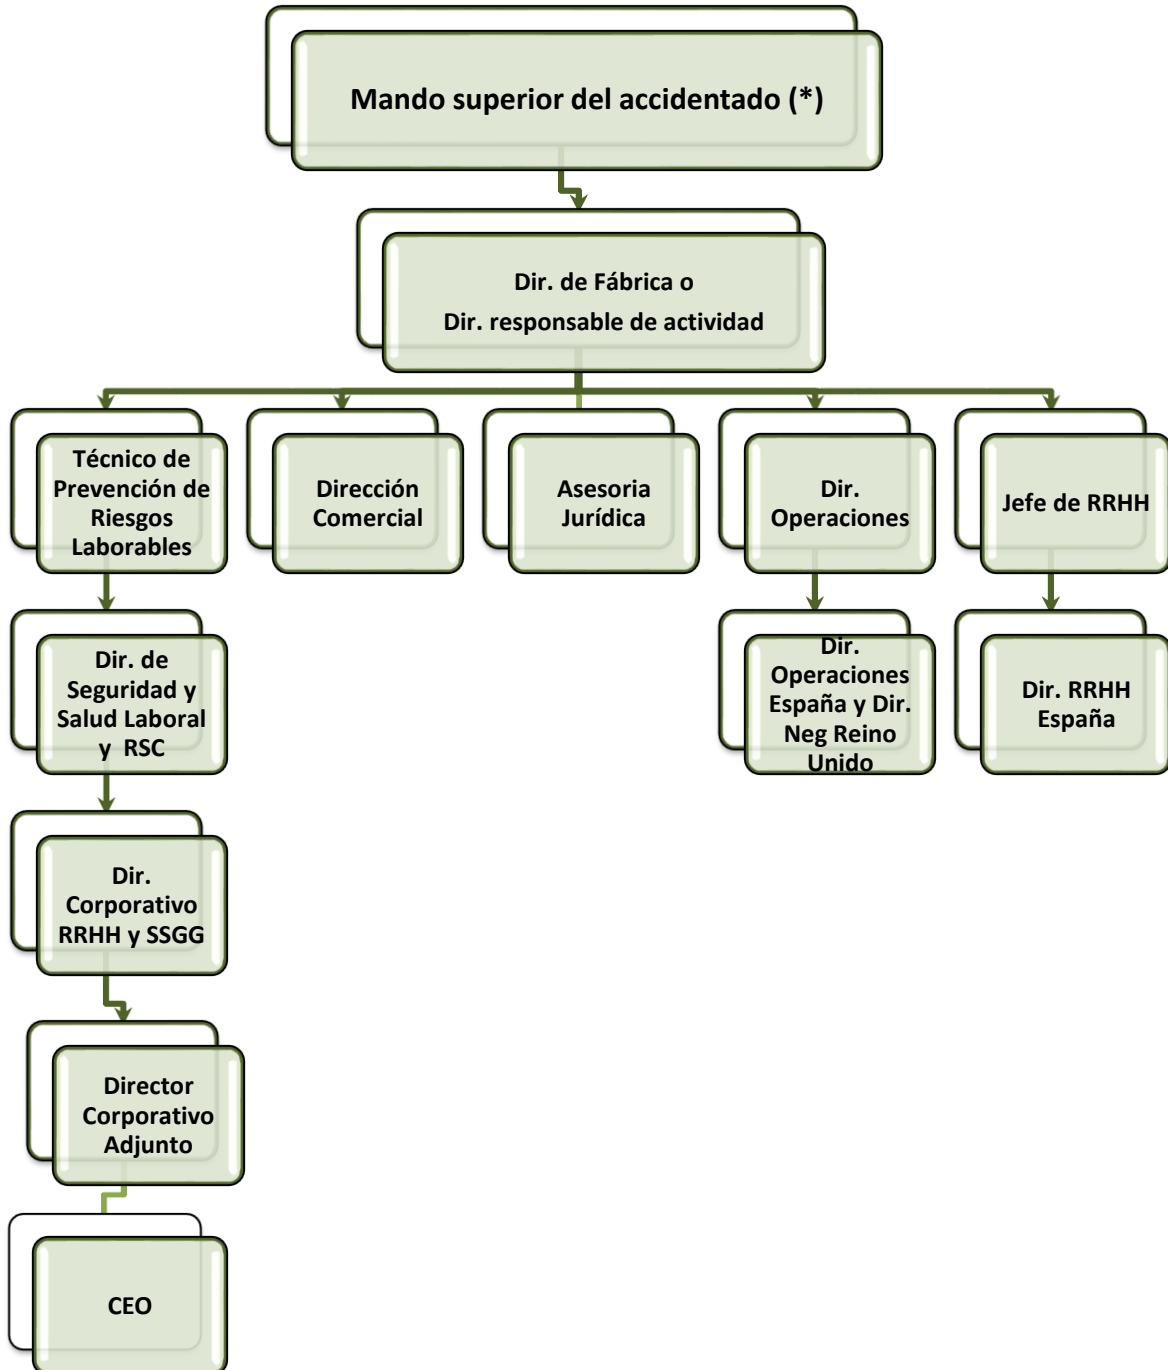 Mando superior del accidentado (*)
Dir. de Fábrica o
Dir. responsable de actividad
Técnico de
Prevención de
Riesgos
Laborables
Dirección
Comercial
Asesoria
Jurídica
Dir.
Operaciones
Jefe de RRHH
Dir. de
Seguridad y
Salud Laboral
y RSC
Dir.
Operaciones
España y Dir.
Neg Reino
Unido
Dir. RRHH
España
Dir.
Corporativo
RRHH y SSGG
Director
Corporativo
Adjunto
CEO